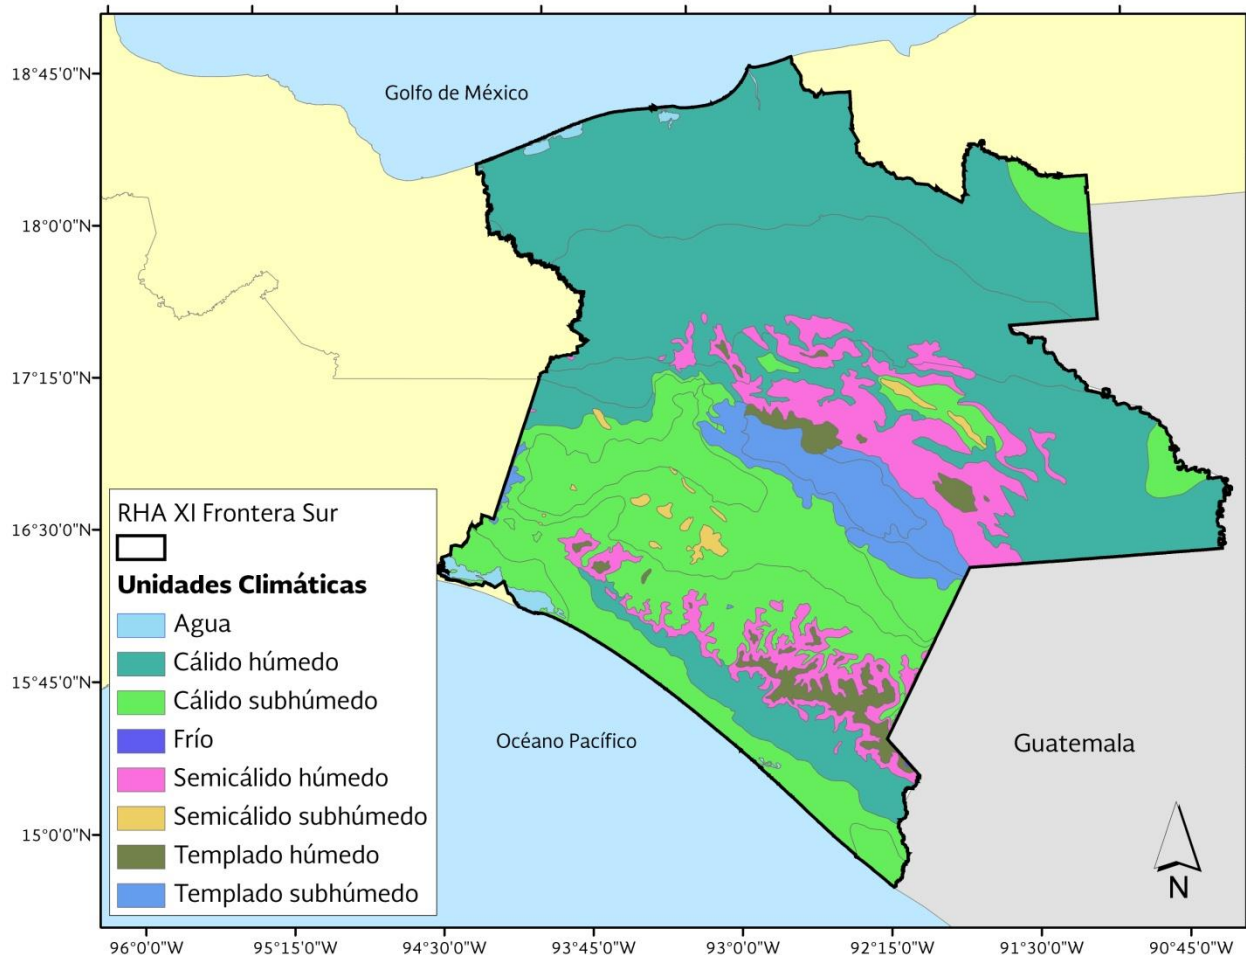 18°45'0"N
Golfo de México
18°0'0"N
17°15'0"N
16°30'0"N
15°45'0"N
15°0'0"N
RHA XI Frontera Sur
Unidades Climáticas
Agua
Cálido húmedo
Cálido subhúmedo
Frío
Semicálido húmedo
Semicálido subhúmedo
Templado húmedo
Templado subhúmedo
Océano Pacífico
Guatemala
N
96°0'0"W 95°15'0"W 94°30'0"W 93°45'0"W 93°0'0"W 92°15'0"W 91°30'0"W 90°45'0"W